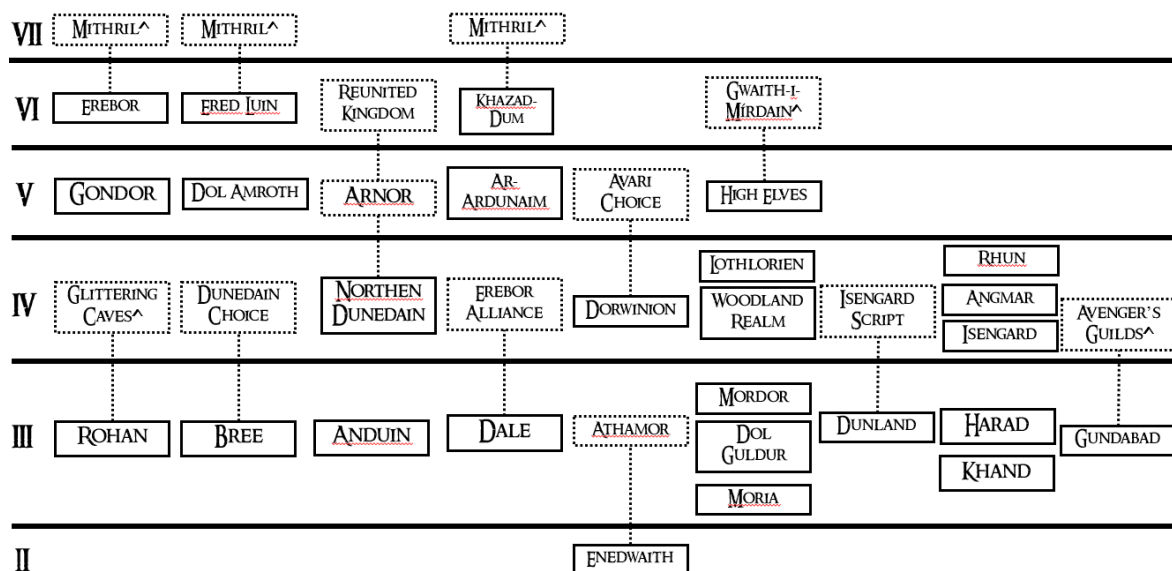 VII
MITHRIL^
MITHRIL^
MITHRIL^
VI
EREBOR
ERED LUIN
REUNITED
KINGDOM
KHAZAD-
DUM
GWAITH-I-
MÍRDAIN^
V
GONDOR
DOL AMROTH
ARNOR
AR-
ARDUNAIM
AVARI
CHOICE
HIGH ELVES
IV
GLITTERING
CAVES^
DUNEDAIN
CHOICE
NORTHEN
DUNEDAIN
EREBOR
ALLIANCE
DORWINION
LOTHLORIEN
WOODLAND
REALM
ISENGARD
SCRIPT
RHUN
ANGMAR
ISENGARD
AVENGER'S
GUILDS^
III
ROHAN
BREE
ANDUIN
DALE
ATHAMOR
MORDOR
DOL
GULDUR
MORIA
DUNLAND
HARAD
KHAND
GUNDABAD
II
ENEDWAITH